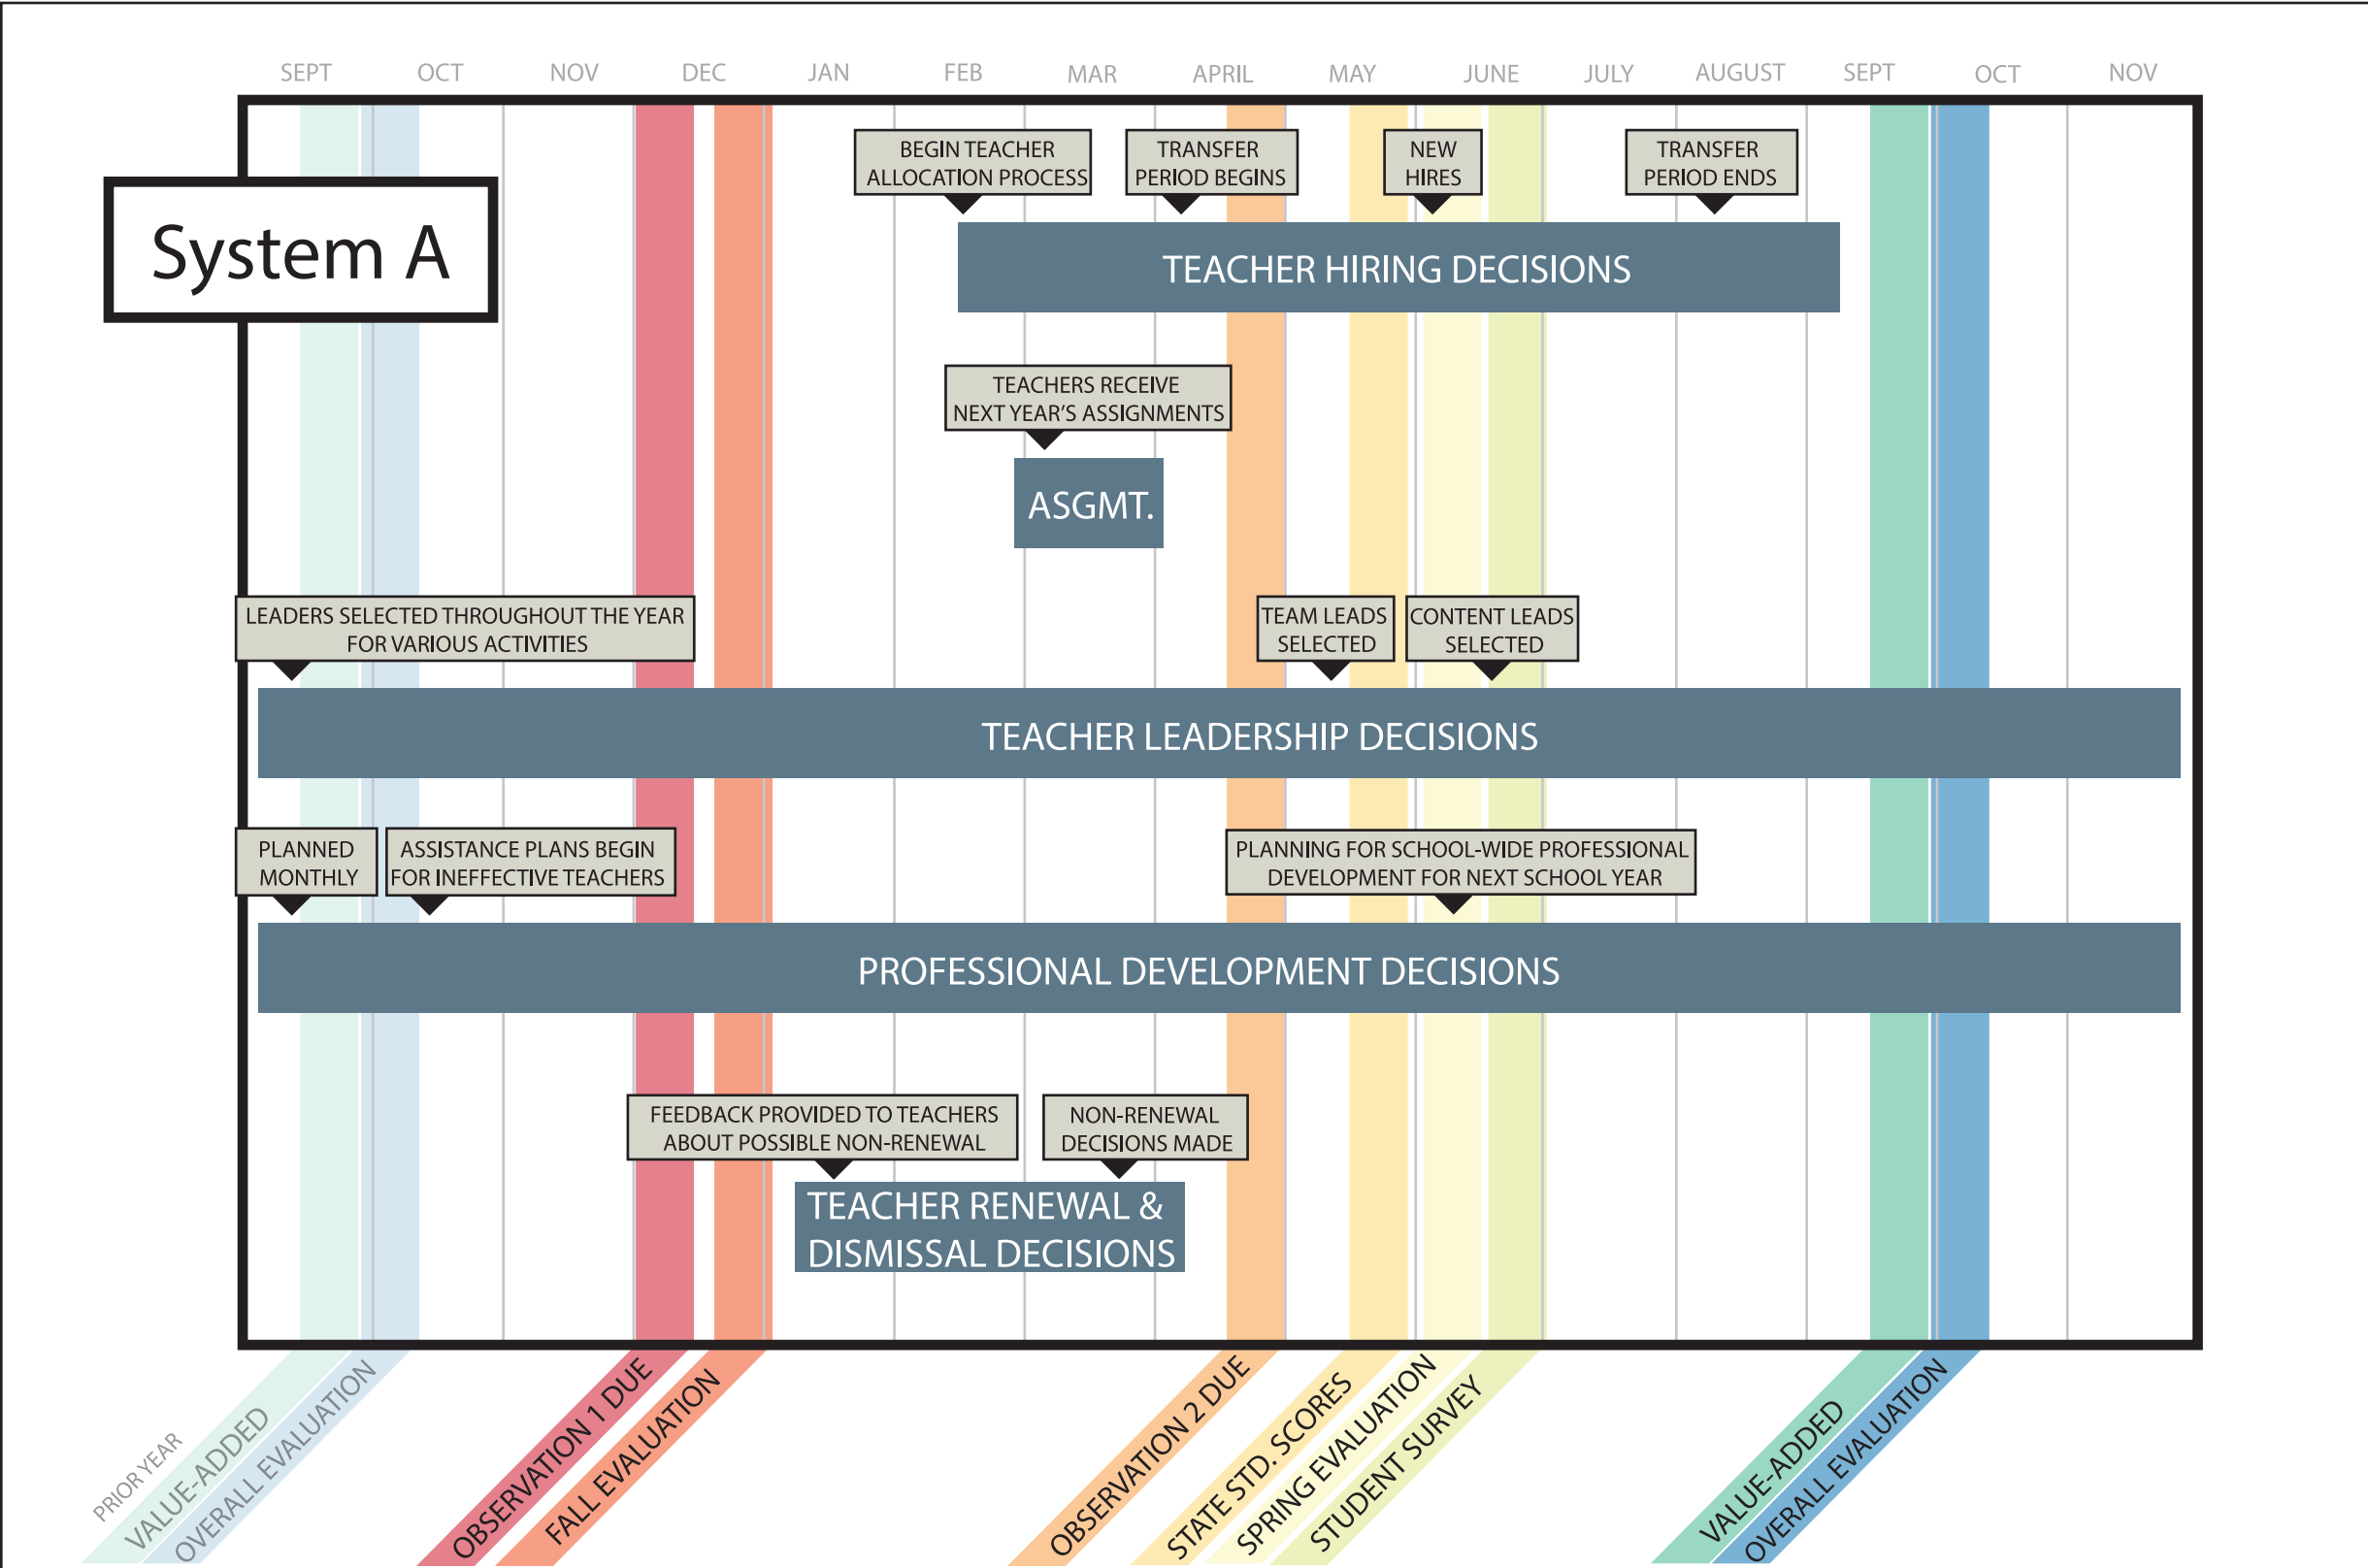 SEPT OCT NOV DEC JAN FEB MAR APRIL MAY JUNE JULY AUGUST SEPT OCT NOV
System A
BEGIN TEACHER
ALLOCATION PROCESS
TRANSFER
PERIOD BEGINS
NEW
HIRES
TRANSFER
PERIOD ENDS
TEACHER HIRING DECISIONS
TEACHERS RECEIVE
NEXT YEAR'S ASSIGNMENTS
ASGMT.
LEADERS SELECTED THROUGHOUT THE YEAR
FOR VARIOUS ACTIVITIES
TEAM LEADS
SELECTED
CONTENT LEADS
SELECTED
TEACHER LEADERSHIP DECISIONS
PLANNED
MONTHLY
ASSISTANCE PLANS BEGIN
FOR INEFFECTIVE TEACHERS
PLANNING FOR SCHOOL-WIDE PROFESSIONAL
DEVELOPMENT FOR NEXT SCHOOL YEAR
PROFESSIONAL DEVELOPMENT DECISIONS
FEEDBACK PROVIDED TO TEACHERS
ABOUT POSSIBLE NON-RENEWAL
NON-RENEWAL
DECISIONS MADE
TEACHER RENEWAL &
DISMISSAL DECISIONS
PRIOR YEAR
VALUE-ADDED
OVERALL EVALUATION
OBSERVATION 1 DUE
FALL EVALUATION
OBSERVATION 2 DUE
STATE STD. SCORES
SPRING EVALUATION
STUDENT SURVEY
VALUE-ADDED
OVERALL EVALUATION